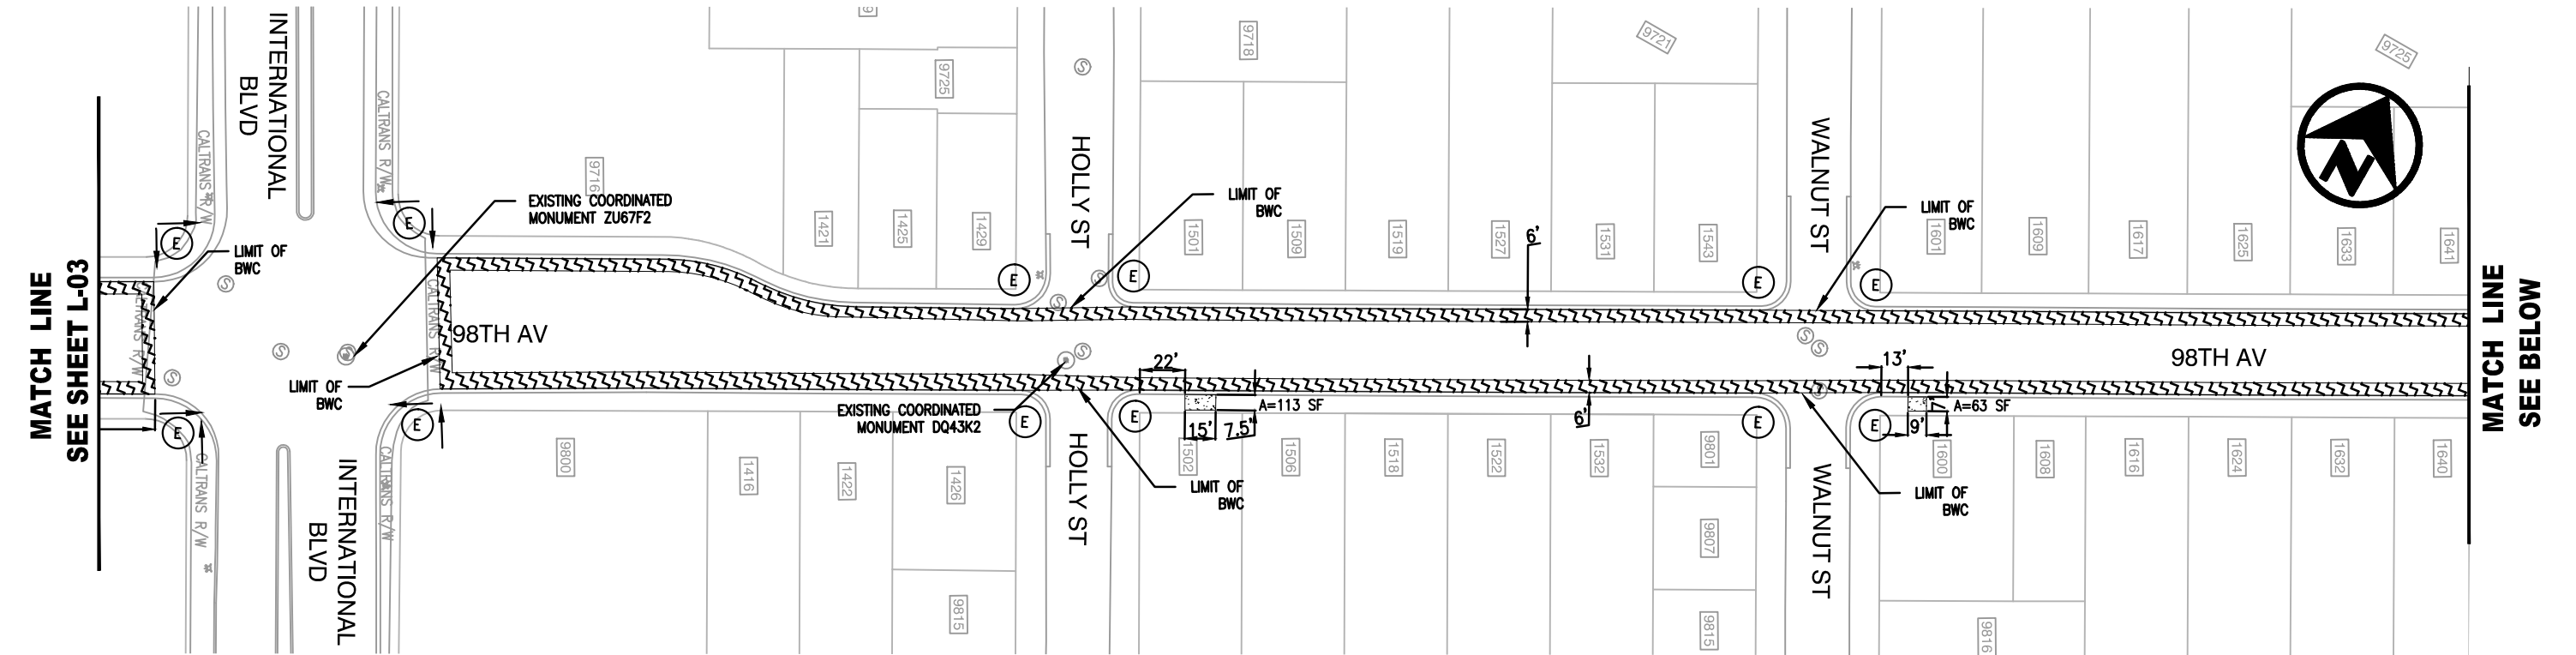 MATCH LINE
SEE SHEET L-03
INTERNATIONAL
BLVD
CALTRANS R/W
CALTRANS R/W
CALTRANS R/W
CALTRANS R/W
CALTRANS R/W
CALTRANS R/W
INTERNATIONAL
BLVD
E
E
E
E
LIMIT OF
BWC
LIMIT OF
BWC
EXISTING COORDINATED
MONUMENT ZU67F2
98TH AV
9716
9725
1421
1425
1429
E
S
S
S
S
S
9800
1416
1422
1426
9815
EXISTING COORDINATED
MONUMENT DQ43K2
E
HOLLY ST
S
S
S
S
HOLLY ST
LIMIT OF
BWC
LIMIT OF
BWC
E
E
9718
1501
1509
1519
1527
1531
1543
9721
6'
6'
22'
15'
7.5'
A=113 SF
1502
1506
1518
1522
1532
9801
9807
9815
E
E
WALNUT ST
S
S
S
WALNUT ST
LIMIT OF
BWC
LIMIT OF
BWC
E
E
13'
9'
7'
A=63 SF
1601
1609
1617
1625
1633
1641
9725
N
98TH AV
1600
1608
1616
1624
1632
1640
9816
MATCH LINE
SEE BELOW